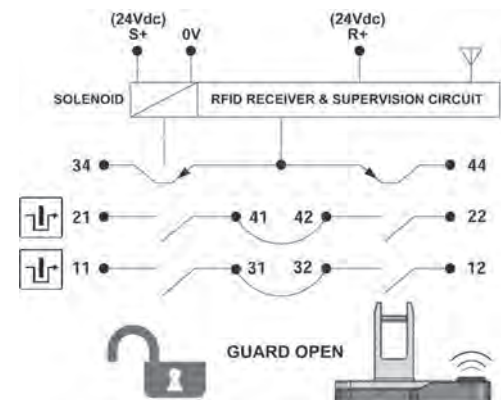 (24Vdc) (24Vdc)
S+ 0V R+
SOLENOID RFID RECEIVER & SUPERVISION CIRCUIT
34 44
21 41 42 22
11 31 32 12
GUARD OPEN